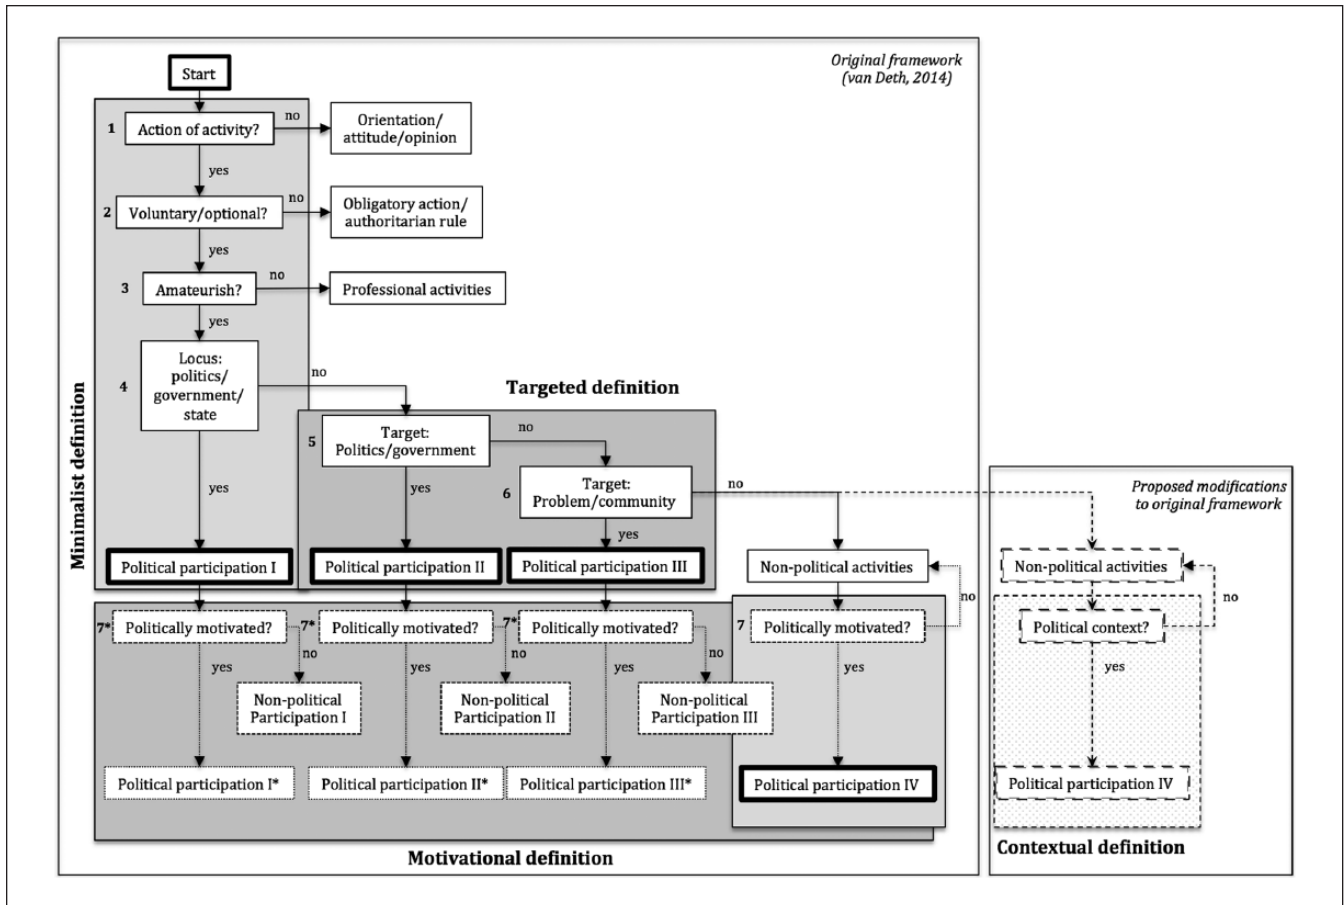 Original framework
(van Deth, 2014)
Start
1
Action of activity?
no
Orientation/
attitude/opinion
yes
2
Voluntary/optional?
no
Obligatory action/
authoritarian rule
yes
3
Amateurish?
no
Professional activities
yes
4
Locus:
politics/
government/
state
no
yes
Minimalist definition
Targeted definition
5
Target:
Politics/government
no
yes
6
Target:
Problem/community
no
yes
Proposed modifications
to original framework
Political participation I
Political participation II
Political participation III
Non-political activities
Non-political activities
7*
Politically motivated?
7*
Politically motivated?
7*
Politically motivated?
7
Politically motivated?
no
Political context?
no
yes
no
yes
no
yes
no
yes
yes
Non-political
Participation I
Non-political
Participation II
Non-political
Participation III
Political participation I*
Political participation II*
Political participation III*
Political participation IV
Political participation IV
Motivational definition
Contextual definition